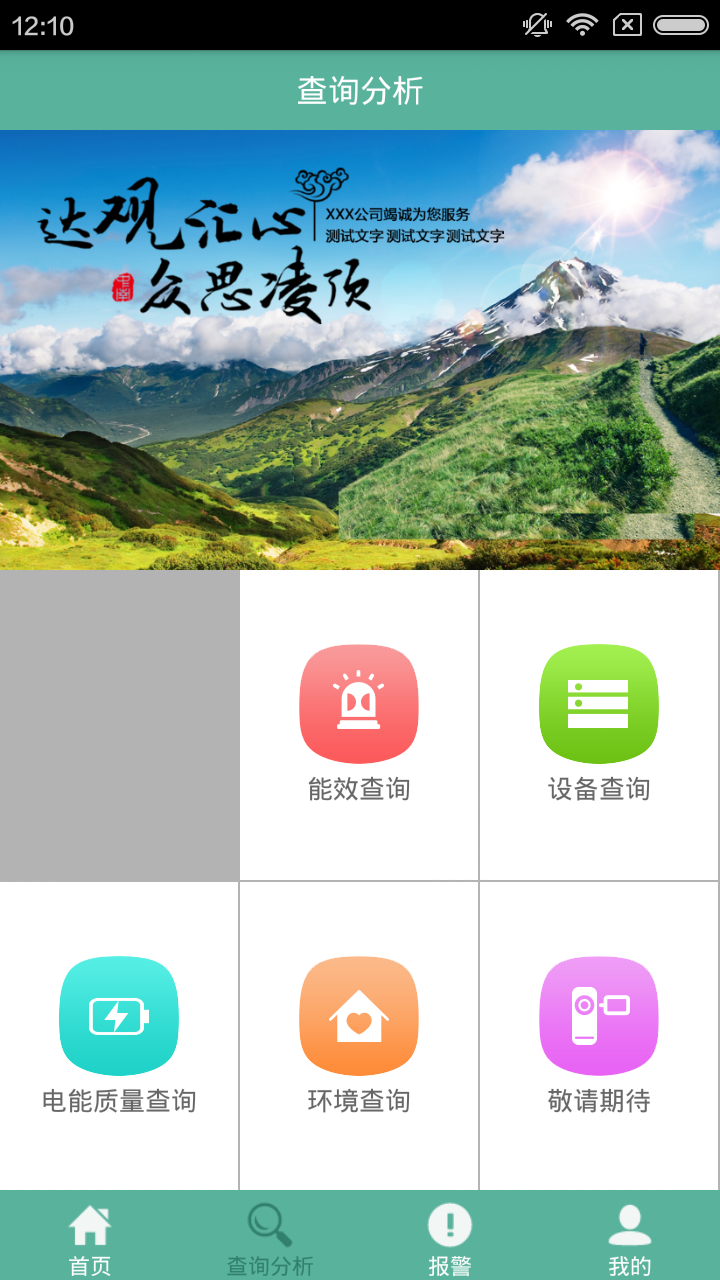 12:10
查询分析
达观汇心
XXX公司竭诚为您服务
测试文字 测试文字 测试文字
众思凌顶
能效查询
设备查询
电能质量查询
环境查询
敬请期待
首页
查询分析
报警
我的